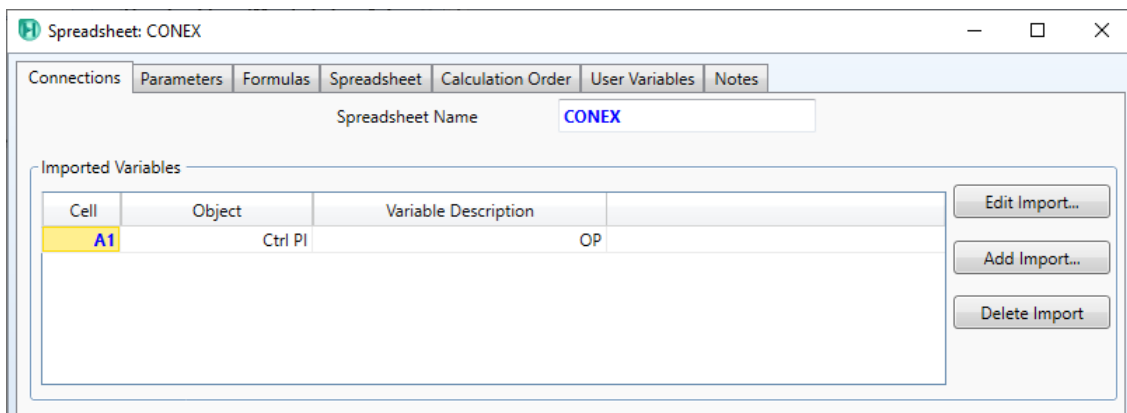 Spreadsheet: CONEX
Connections Parameters Formulas Spreadsheet Calculation Order User Variables Notes
Spreadsheet Name CONEX
Imported Variables
Cell Object Variable Description
A1 Ctrl PI OP
Edit Import...
Add Import...
Delete Import